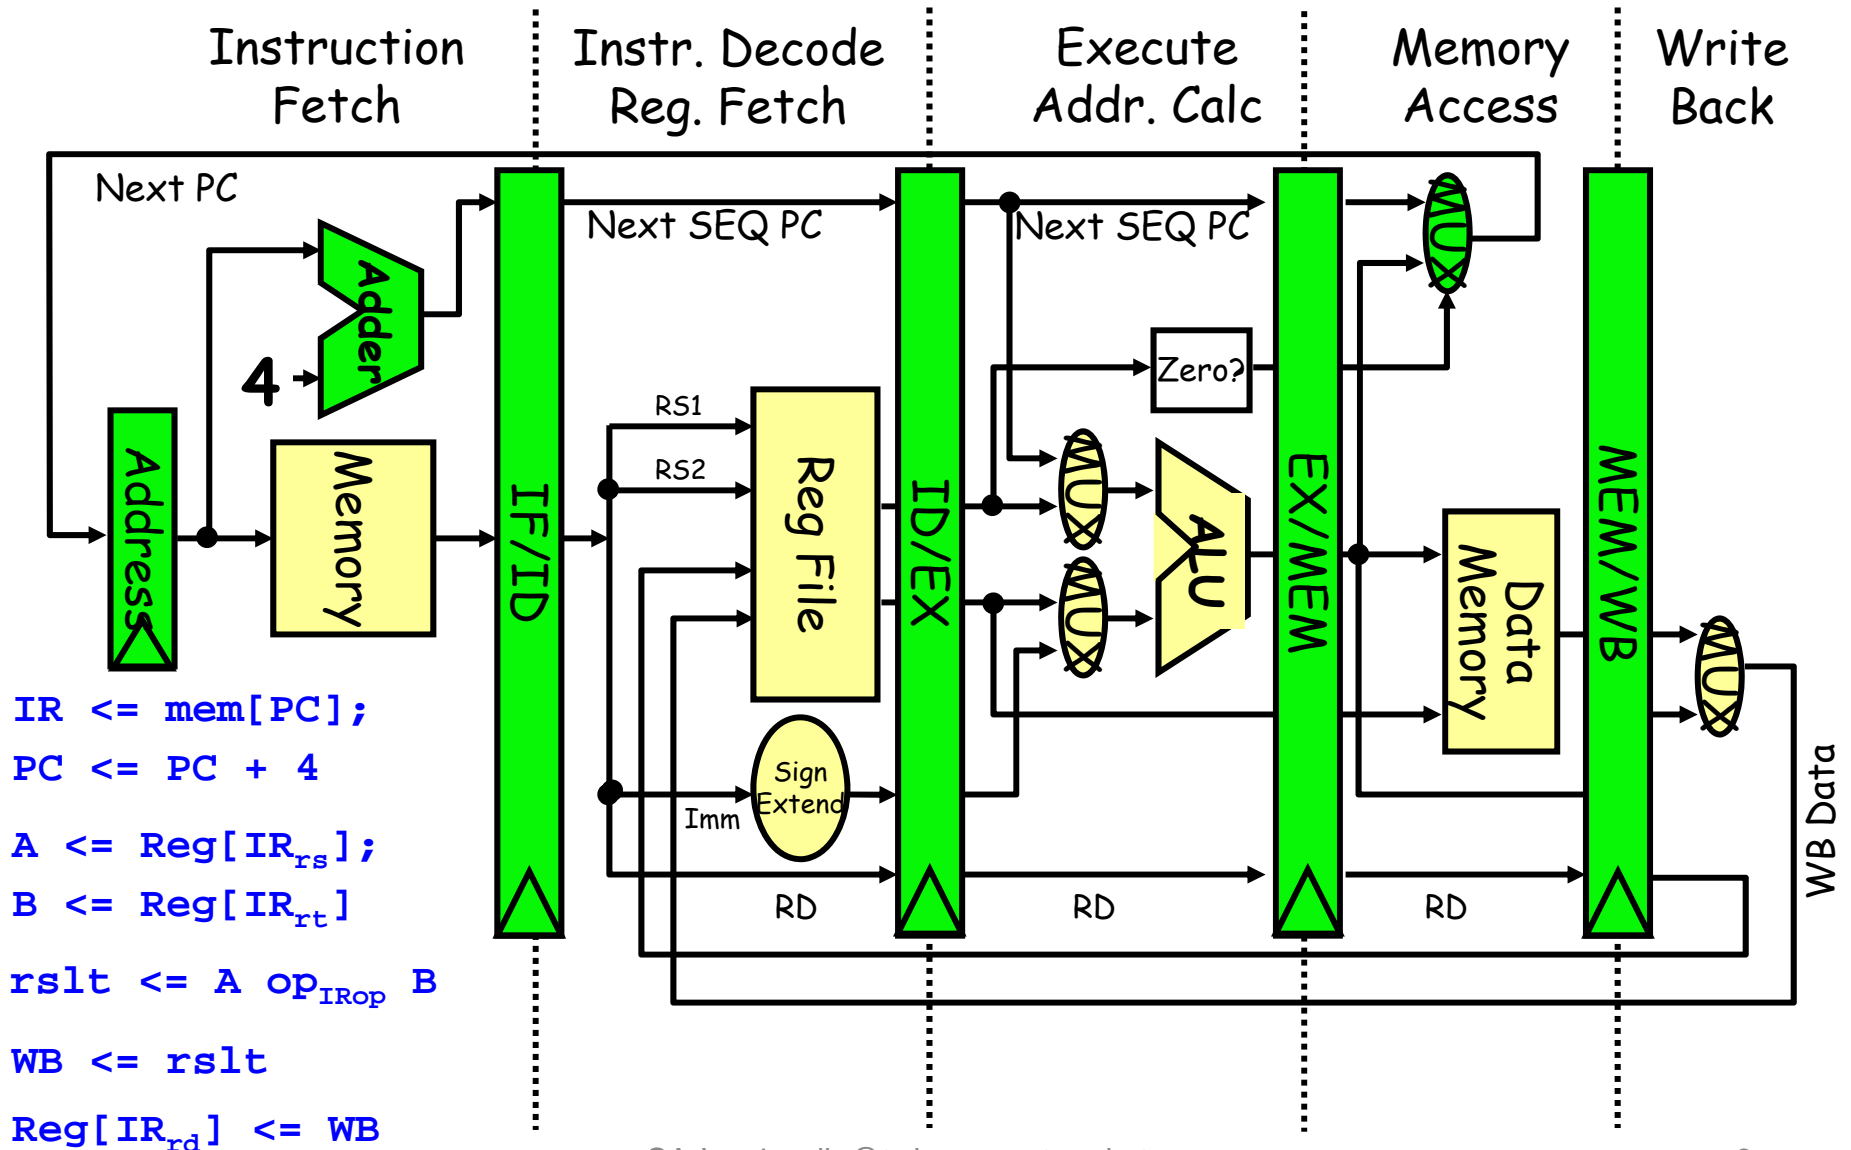 Instruction
Fetch
Instr. Decode
Reg. Fetch
Execute
Addr. Calc
Memory
Access
Write
Back
Next PC
Next SEQ PC
Next SEQ PC
MUX
Adder
4
Zero?
RS1
RS2
Address
Memory
IF/ID
Reg File
ID/EX
MUX
MUX
ALU
EX/MEM
Data
Memory
MEM/WB
MUX
Sign
Extend
Imm
WB Data
RD
RD
RD
IR <= mem[PC];
PC <= PC + 4
A <= Reg[IRrs];
B <= Reg[IRrt]
rslt <= A opIRop B
WB <= rslt
Reg[IRrd] <= WB